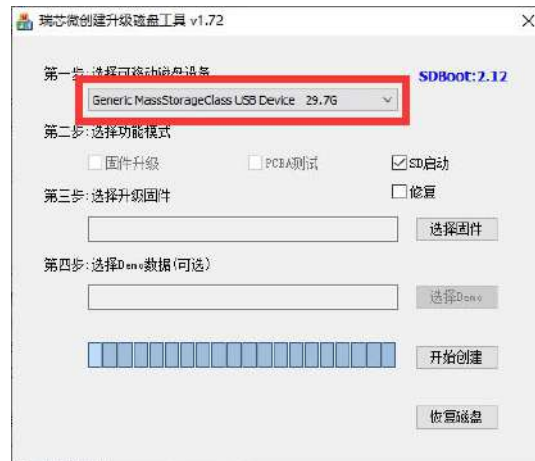 瑞芯微创建升级磁盘工具 v1.72
第一步:选择可移动磁盘设备
SDBoot:2.12
Generic MassStorageClass USB Device 29.7G
第二步:选择功能模式
固件升级 PCBA测试 SD启动
修复
第三步:选择升级固件
选择固件
第四步:选择Demo数据(可选)
选择Demo
开始创建
恢复磁盘